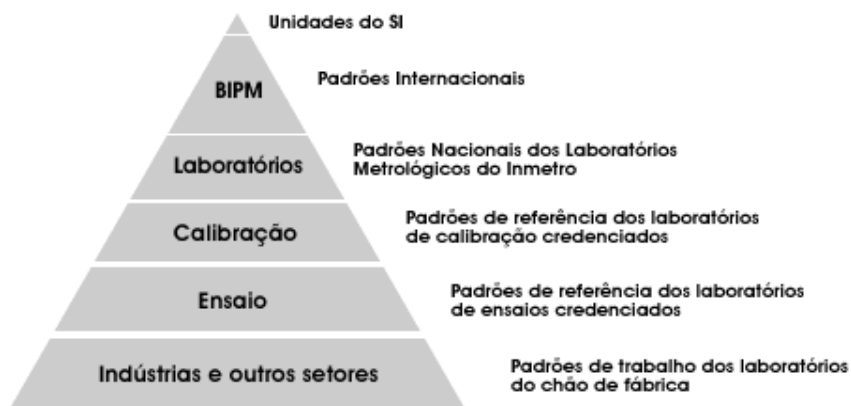 Unidades do SI
BIPM
Padrões Internacionais
Laboratórios
Padrões Nacionais dos Laboratórios
Metrológicos do Inmetro
Calibração
Padrões de referência dos laboratórios
de calibração credenciados
Ensaio
Padrões de referência dos laboratórios
de ensaios credenciados
Indústrias e outros setores
Padrões de trabalho dos laboratórios
do chão de fábrica